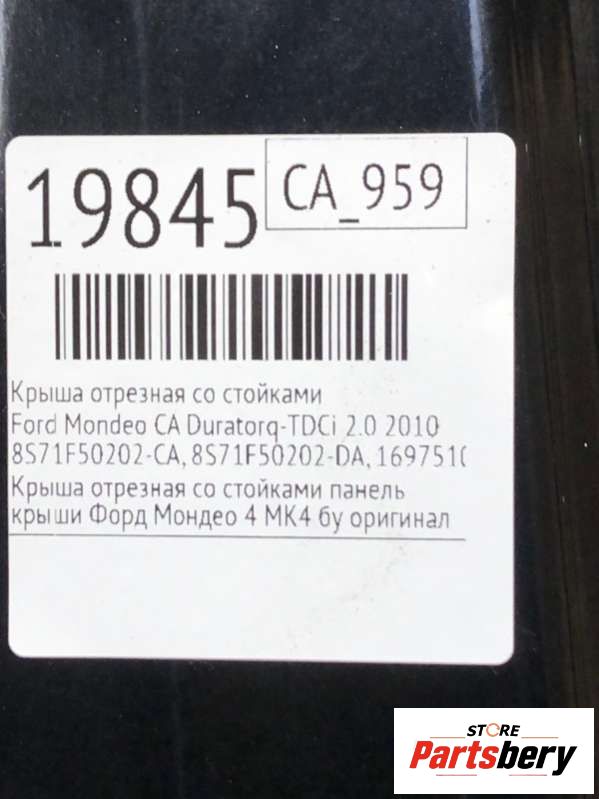 19845
CA_959
Крыша отрезная со стойками
Ford Mondeo CA Duratorq-TDCi 2.0 2010
8S71F50202-CA, 8S71F50202-DA, 169751
Крыша отрезная со стойками панель
крыши Форд Мондео 4 МК4 бу оригинал
STORE
Partsbery